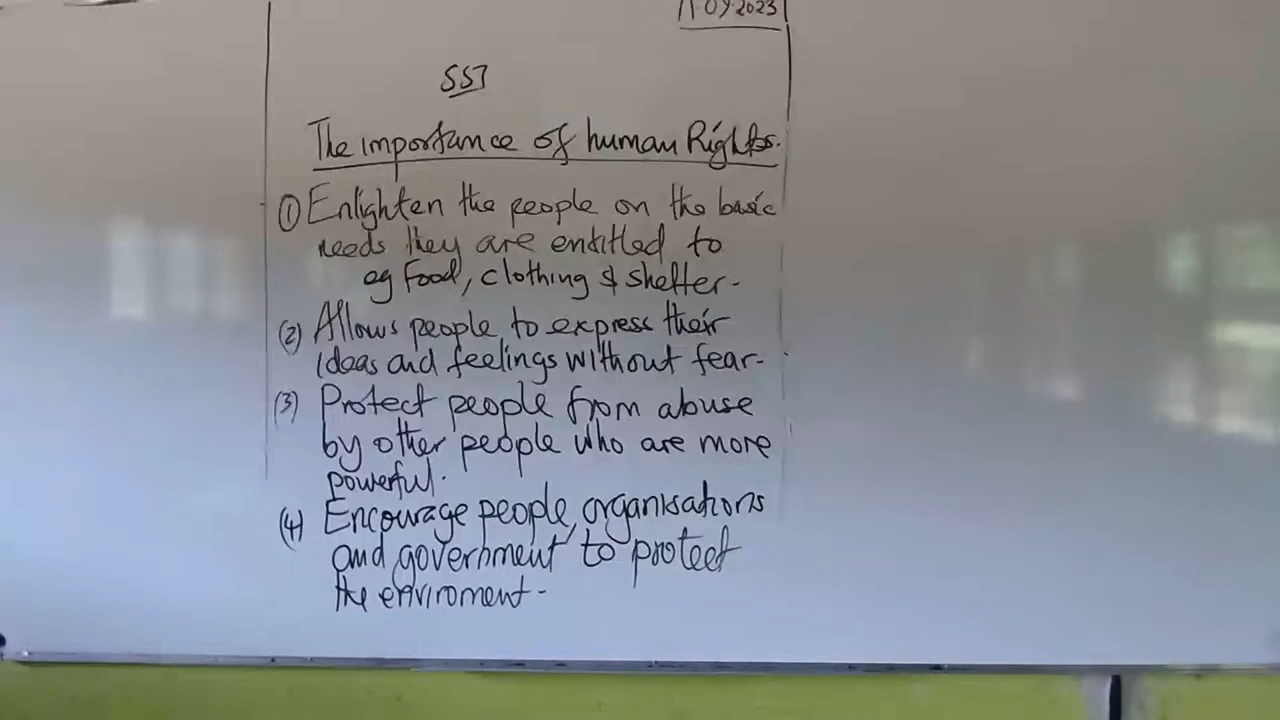 11.09.2023
SST
The importance of human Rights.
① Enlighten the people on the basic
needs they are entitled to
eg Food, clothing & shelter-
(2) Allows people to express their
ideas and feelings without fear-
(3) Protect people from abuse
by other people who are more
powerful.
(4) Encourage people, organisations
and government to protect
the enviroment-